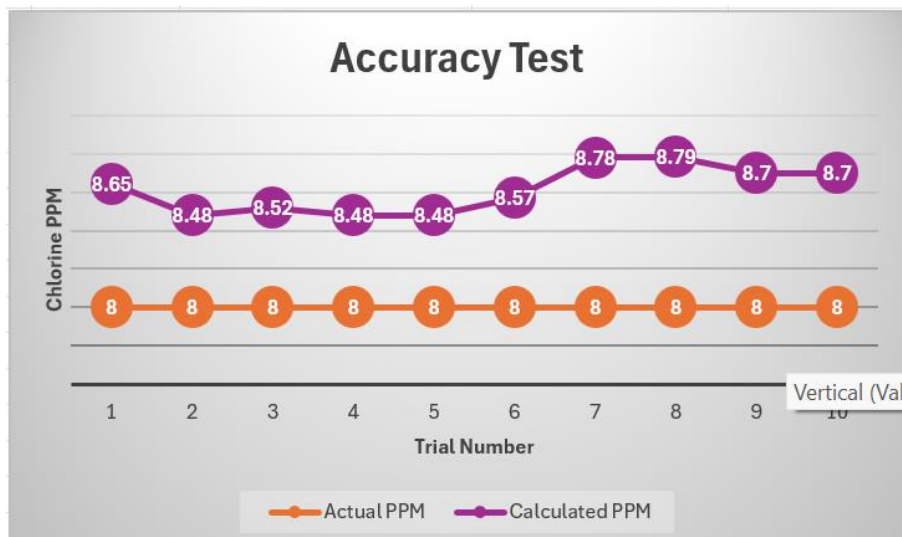 Accuracy Test
Chlorine PPM
8.65 8.48 8.52 8.48 8.48 8.57 8.78 8.79 8.7 8.7
8 8 8 8 8 8 8 8 8 8
1 2 3 4 5 6 7 8 9 10
Vertical (Val
Trial Number
Actual PPM Calculated PPM